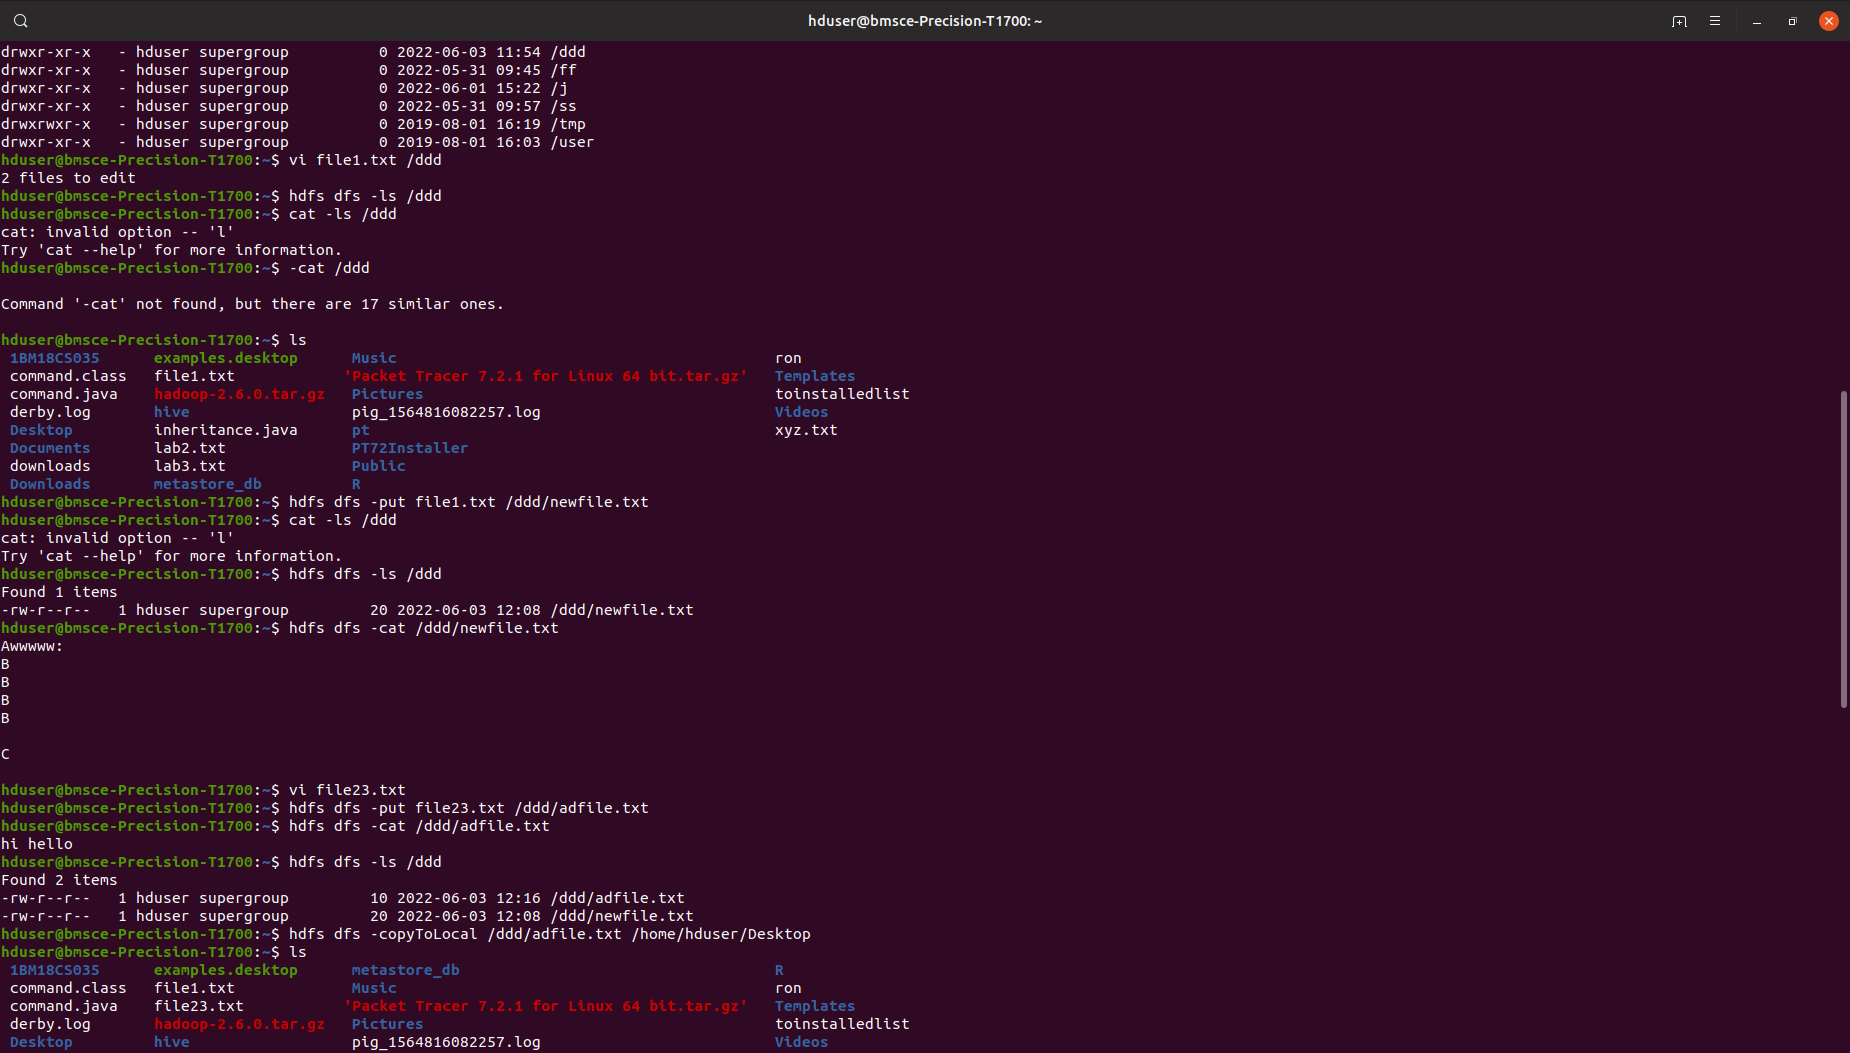 hduser@bmsce-Precision-T1700: ~
drwxr-xr-x   - hduser supergroup          0 2022-06-03 11:54 /ddd
drwxr-xr-x   - hduser supergroup          0 2022-05-31 09:45 /ff
drwxr-xr-x   - hduser supergroup          0 2022-06-01 15:22 /j
drwxr-xr-x   - hduser supergroup          0 2022-05-31 09:57 /ss
drwxrwxr-x   - hduser supergroup          0 2019-08-01 16:19 /tmp
drwxr-xr-x   - hduser supergroup          0 2019-08-01 16:03 /user
hduser@bmsce-Precision-T1700:~$ vi file1.txt /ddd
2 files to edit
hduser@bmsce-Precision-T1700:~$ hdfs dfs -ls /ddd
hduser@bmsce-Precision-T1700:~$ cat -ls /ddd
cat: invalid option -- 'l'
Try 'cat --help' for more information.
hduser@bmsce-Precision-T1700:~$ -cat /ddd
Command '-cat' not found, but there are 17 similar ones.
hduser@bmsce-Precision-T1700:~$ ls
1BM18CS035      examples.desktop      Music                                          ron
command.class   file1.txt            'Packet Tracer 7.2.1 for Linux 64 bit.tar.gz'   Templates
command.java    hadoop-2.6.0.tar.gz   Pictures                                       toinstalledlist
derby.log       hive                  pig_1564816082257.log                          Videos
Desktop         inheritance.java      pt                                             xyz.txt
Documents       lab2.txt              PT72Installer
downloads       lab3.txt              Public
Downloads       metastore_db          R
hduser@bmsce-Precision-T1700:~$ hdfs dfs -put file1.txt /ddd/newfile.txt
hduser@bmsce-Precision-T1700:~$ cat -ls /ddd
cat: invalid option -- 'l'
Try 'cat --help' for more information.
hduser@bmsce-Precision-T1700:~$ hdfs dfs -ls /ddd
Found 1 items
-rw-r--r--   1 hduser supergroup         20 2022-06-03 12:08 /ddd/newfile.txt
hduser@bmsce-Precision-T1700:~$ hdfs dfs -cat /ddd/newfile.txt
Awwwww:
B
B
B
B
C
hduser@bmsce-Precision-T1700:~$ vi file23.txt
hduser@bmsce-Precision-T1700:~$ hdfs dfs -put file23.txt /ddd/adfile.txt
hduser@bmsce-Precision-T1700:~$ hdfs dfs -cat /ddd/adfile.txt
hi hello
hduser@bmsce-Precision-T1700:~$ hdfs dfs -ls /ddd
Found 2 items
-rw-r--r--   1 hduser supergroup         10 2022-06-03 12:16 /ddd/adfile.txt
-rw-r--r--   1 hduser supergroup         20 2022-06-03 12:08 /ddd/newfile.txt
hduser@bmsce-Precision-T1700:~$ hdfs dfs -copyToLocal /ddd/adfile.txt /home/hduser/Desktop
hduser@bmsce-Precision-T1700:~$ ls
1BM18CS035      examples.desktop      metastore_db                                   R
command.class   file1.txt             Music                                          ron
command.java    file23.txt           'Packet Tracer 7.2.1 for Linux 64 bit.tar.gz'   Templates
derby.log       hadoop-2.6.0.tar.gz   Pictures                                       toinstalledlist
Desktop         hive                  pig_1564816082257.log                          Videos